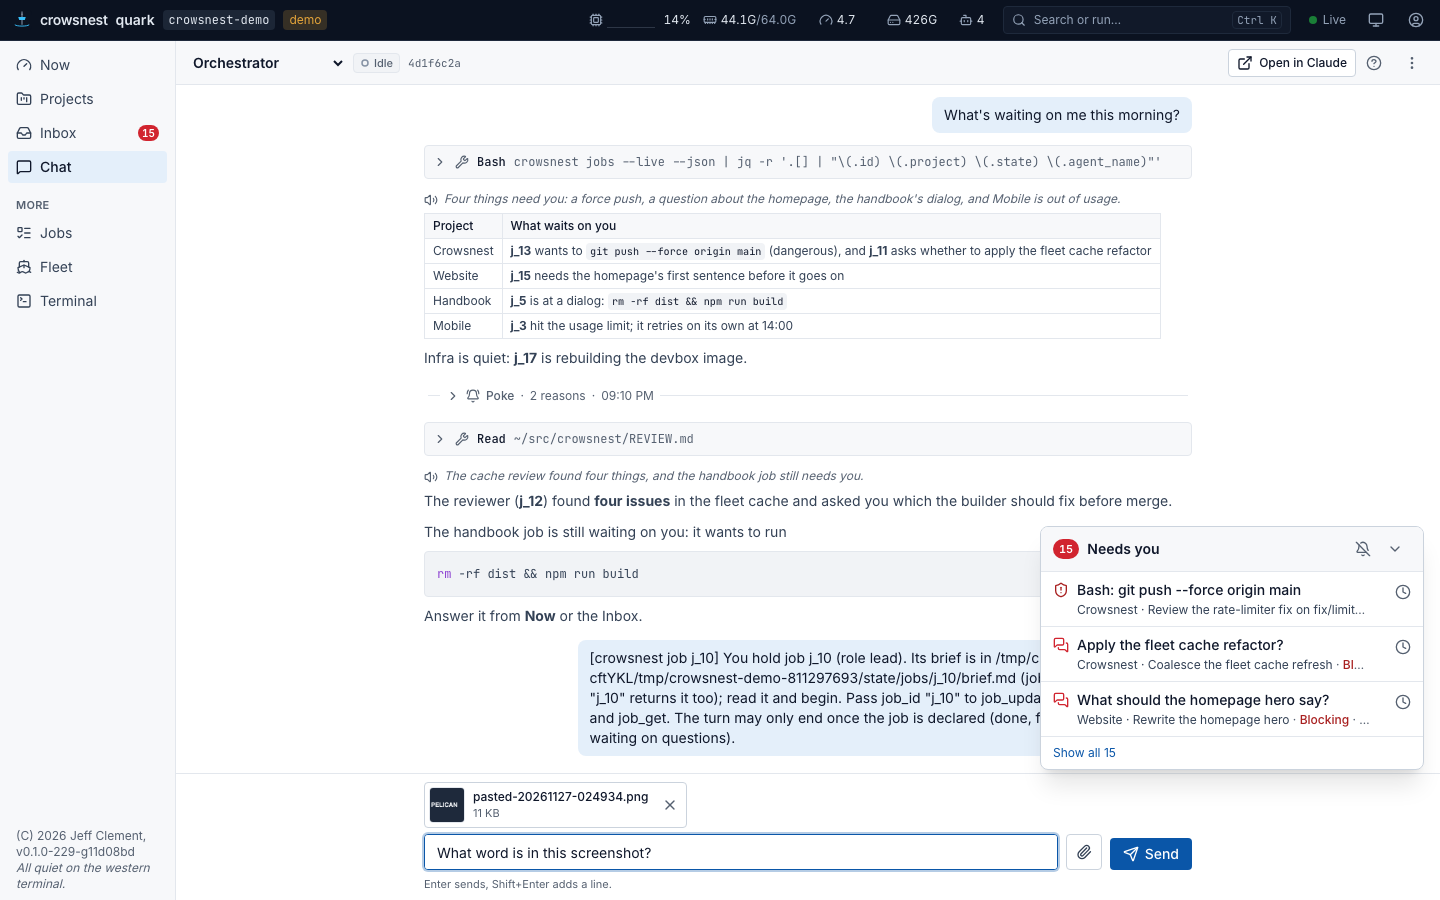 crowsnest quark crowsnest-demo demo
14% 44.1G/64.0G 4.7 426G 4
Search or run... Ctrl K
Live
Now
Projects
Inbox 15
Chat
MORE
Jobs
Fleet
Terminal
(C) 2026 Jeff Clement,
v0.1.0-229-g11d08bd
All quiet on the western
terminal.
Orchestrator Idle 4d1f6c2a
Open in Claude
What's waiting on me this morning?
Bash crowsnest jobs --live --json | jq -r '.[] | "\(.id) \(.project) \(.state) \(.agent_name)"'
Four things need you: a force push, a question about the homepage, the handbook's dialog, and Mobile is out of usage.
Project What waits on you
Crowsnest j_13 wants to git push --force origin main (dangerous), and j_11 asks whether to apply the fleet cache refactor
Website j_15 needs the homepage's first sentence before it goes on
Handbook j_5 is at a dialog: rm -rf dist && npm run build
Mobile j_3 hit the usage limit; it retries on its own at 14:00
Infra is quiet: j_17 is rebuilding the devbox image.
Poke · 2 reasons · 09:10 PM
Read ~/src/crowsnest/REVIEW.md
The cache review found four things, and the handbook job still needs you.
The reviewer (j_12) found four issues in the fleet cache and asked you which the builder should fix before merge.
The handbook job is still waiting on you: it wants to run
rm -rf dist && npm run build
Answer it from Now or the Inbox.
[crowsnest job j_10] You hold job j_10 (role lead). Its brief is in /tmp/c
cftYKL/tmp/crowsnest-demo-811297693/state/jobs/j_10/brief.md (jo
"j_10" returns it too); read it and begin. Pass job_id "j_10" to job_upda
and job_get. The turn may only end once the job is declared (done, f
waiting on questions).
15 Needs you
Bash: git push --force origin main
Crowsnest · Review the rate-limiter fix on fix/limit...
Apply the fleet cache refactor?
Crowsnest · Coalesce the fleet cache refresh · Bl...
What should the homepage hero say?
Website · Rewrite the homepage hero · Blocking · ...
Show all 15
PELICAN
pasted-20261127-024934.png
11 KB
What word is in this screenshot?
Send
Enter sends, Shift+Enter adds a line.